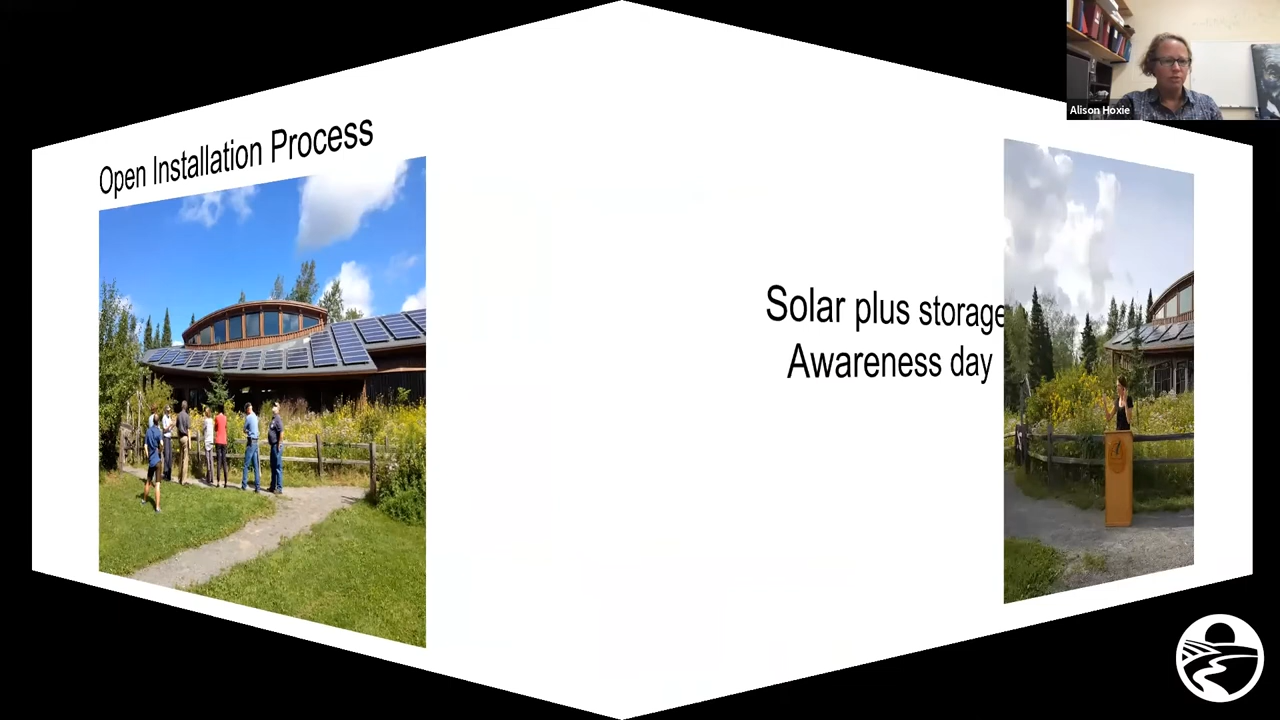 Open Installation Process
Solar plus storage
Awareness day
Alison Hoxie